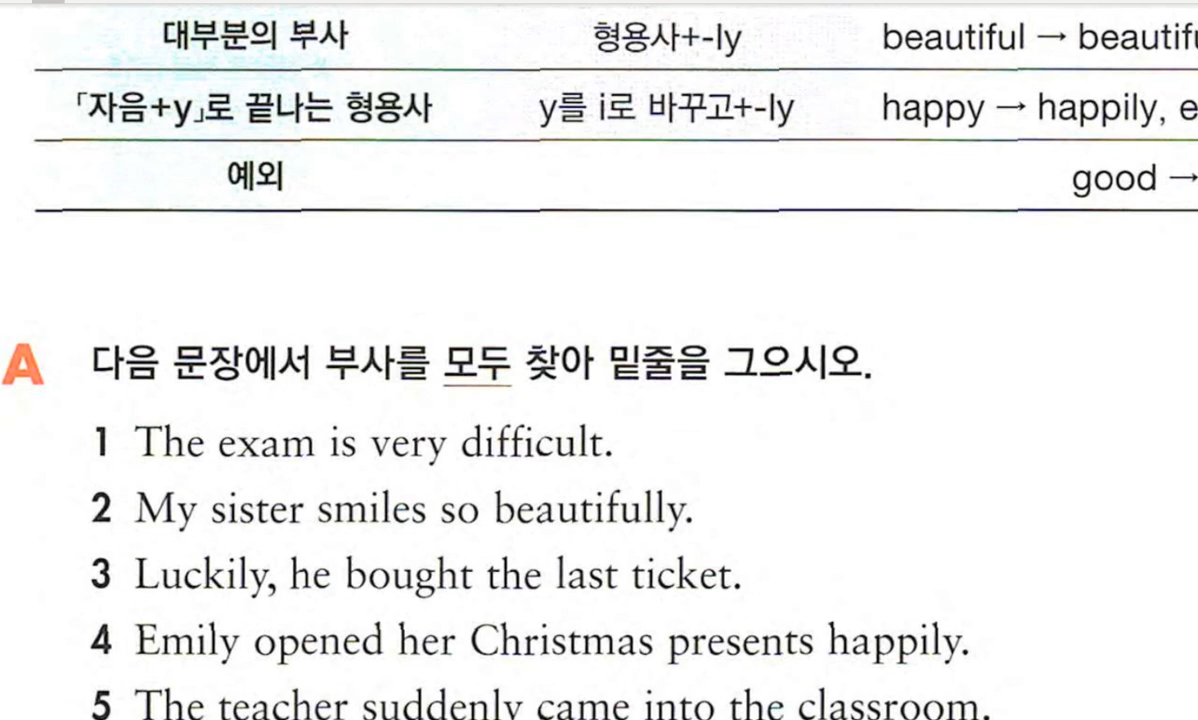 대부분의 부사 형용사+-ly beautiful → 
「자음+y」로 끝나는 형용사 y를 i로 바꾸고+-ly happy → happily,
예외 good →
A 다음 문장에서 부사를 모두 찾아 밑줄을 그으시오.
1 The exam is very difficult.
2 My sister smiles so beautifully.
3 Luckily, he bought the last ticket.
4 Emily opened her Christmas presents happily.
5 The teacher suddenly came into the classroom.